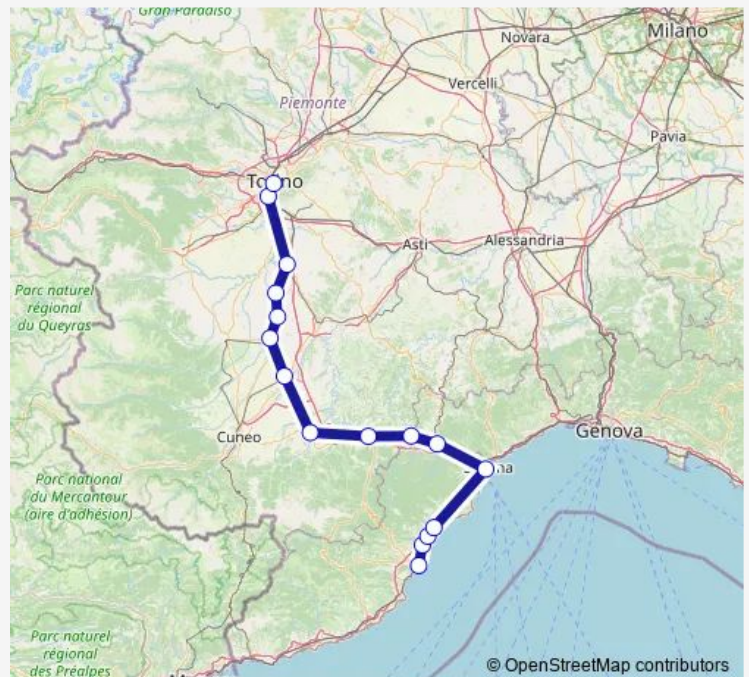 Gran Paradiso
Milano
Novara
Vercelli
Piemonte
Pavia
Torino
Asti
Alessandria
Parc naturel
régional
du Queyras
Genova
Cuneo
Parc national
du Mercantour
(aire d'adhésion)
Parc naturel
régional
des Préalpes
© OpenStreetMap contributors